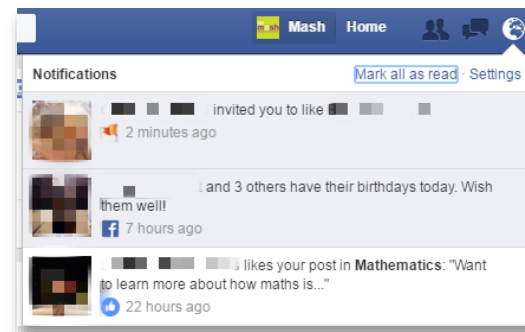 mash Mash Home
Notifications Mark all as read · Settings
invited you to like
2 minutes ago
and 3 others have their birthdays today. Wish
them well!
7 hours ago
likes your post in Mathematics: "Want
to learn more about how maths is..."
22 hours ago